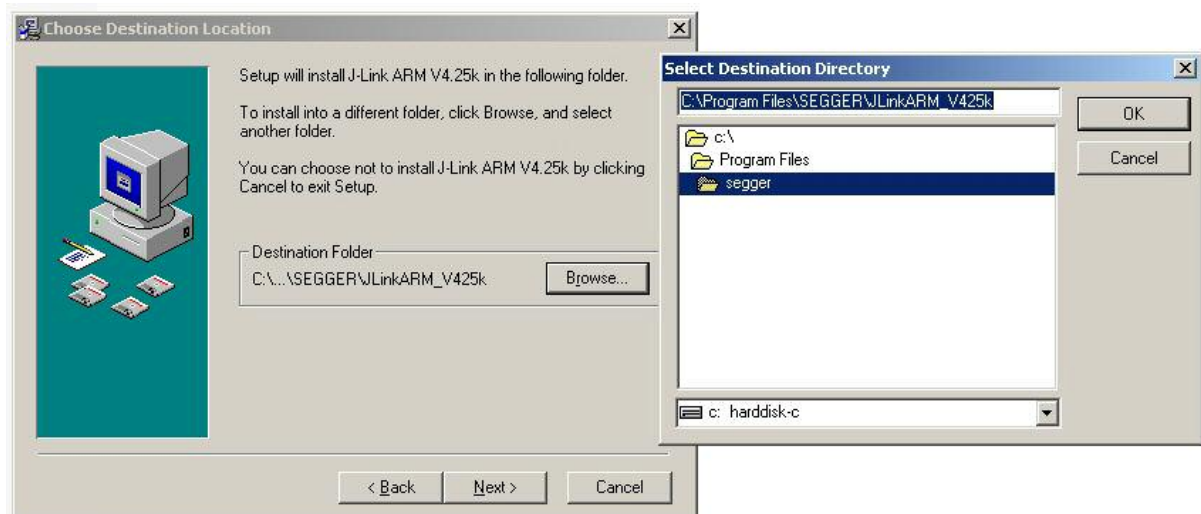 Choose Destination Location
Setup will install J-Link ARM V4.25k in the following folder.
To install into a different folder, click Browse, and select
another folder.
You can choose not to install J-Link ARM V4.25k by clicking
Cancel to exit Setup.
Destination Folder
C:\...\SEGGER\JLinkARM_V425k
Browse...
< Back
Next >
Cancel
Select Destination Directory
C:\Program Files\SEGGER\JLinkARM_V425k
OK
c:\
Cancel
Program Files
segger
c: harddisk-c